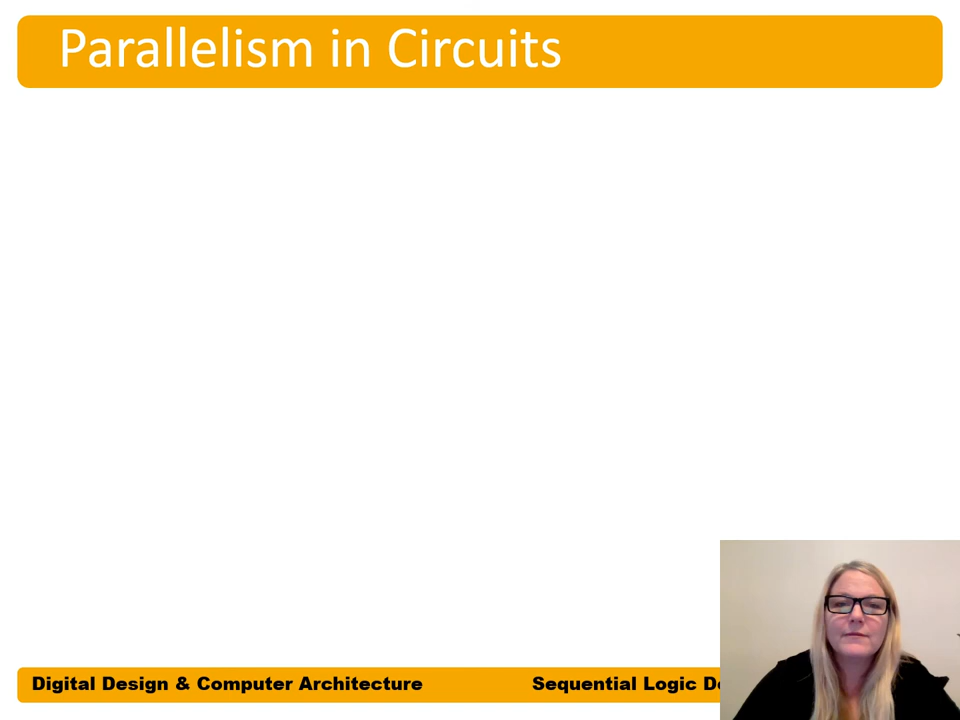 Parallelism in Circuits
Digital Design & Computer Architecture
Sequential Logic